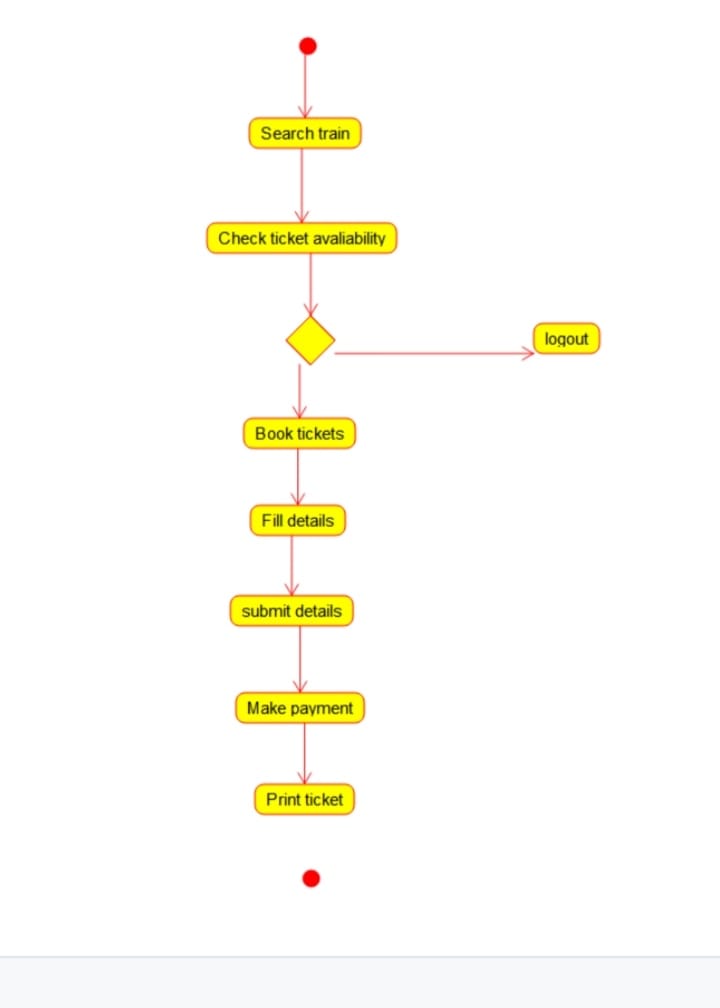 Search train
Check ticket avaliability
logout
Book tickets
Fill details
submit details
Make payment
Print ticket